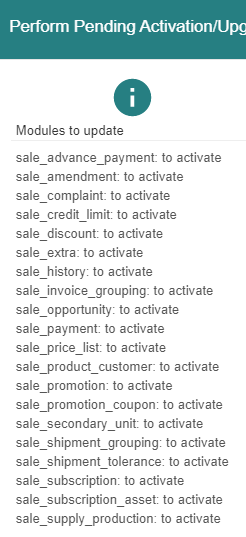 Perform Pending Activation/Upg
Modules to update
sale_advance_payment: to activate
sale_amendment: to activate
sale_complaint: to activate
sale_credit_limit: to activate
sale_discount: to activate
sale_extra: to activate
sale_history: to activate
sale_invoice_grouping: to activate
sale_opportunity: to activate
sale_payment: to activate
sale_price_list: to activate
sale_product_customer: to activate
sale_promotion: to activate
sale_promotion_coupon: to activate
sale_secondary_unit: to activate
sale_shipment_grouping: to activate
sale_shipment_tolerance: to activate
sale_subscription: to activate
sale_subscription_asset: to activate
sale_supply_production: to activate